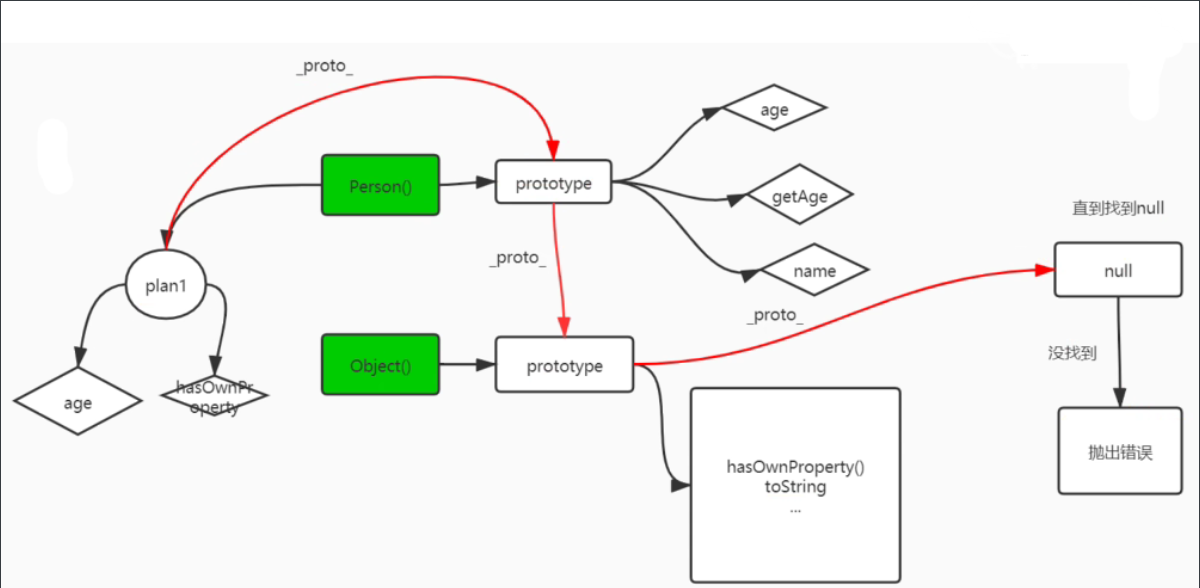 _proto_
age
Person()
prototype
getAge
直到找到null
_proto_
name
null
plan1
_proto_
没找到
Object()
prototype
age
hasOwnPr
operty
hasOwnProperty()
toString
...
抛出错误